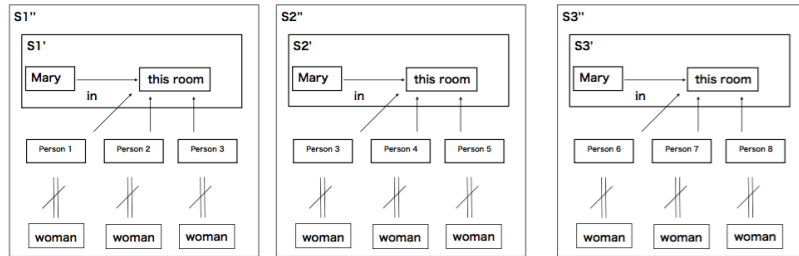 S1''
S1'
Mary
this room
in
Person 1
Person 2
Person 3
woman
woman
woman
S2''
S2'
Mary
this room
in
Person 3
Person 4
Person 5
woman
woman
woman
S3''
S3'
Mary
this room
in
Person 6
Person 7
Person 8
woman
woman
woman